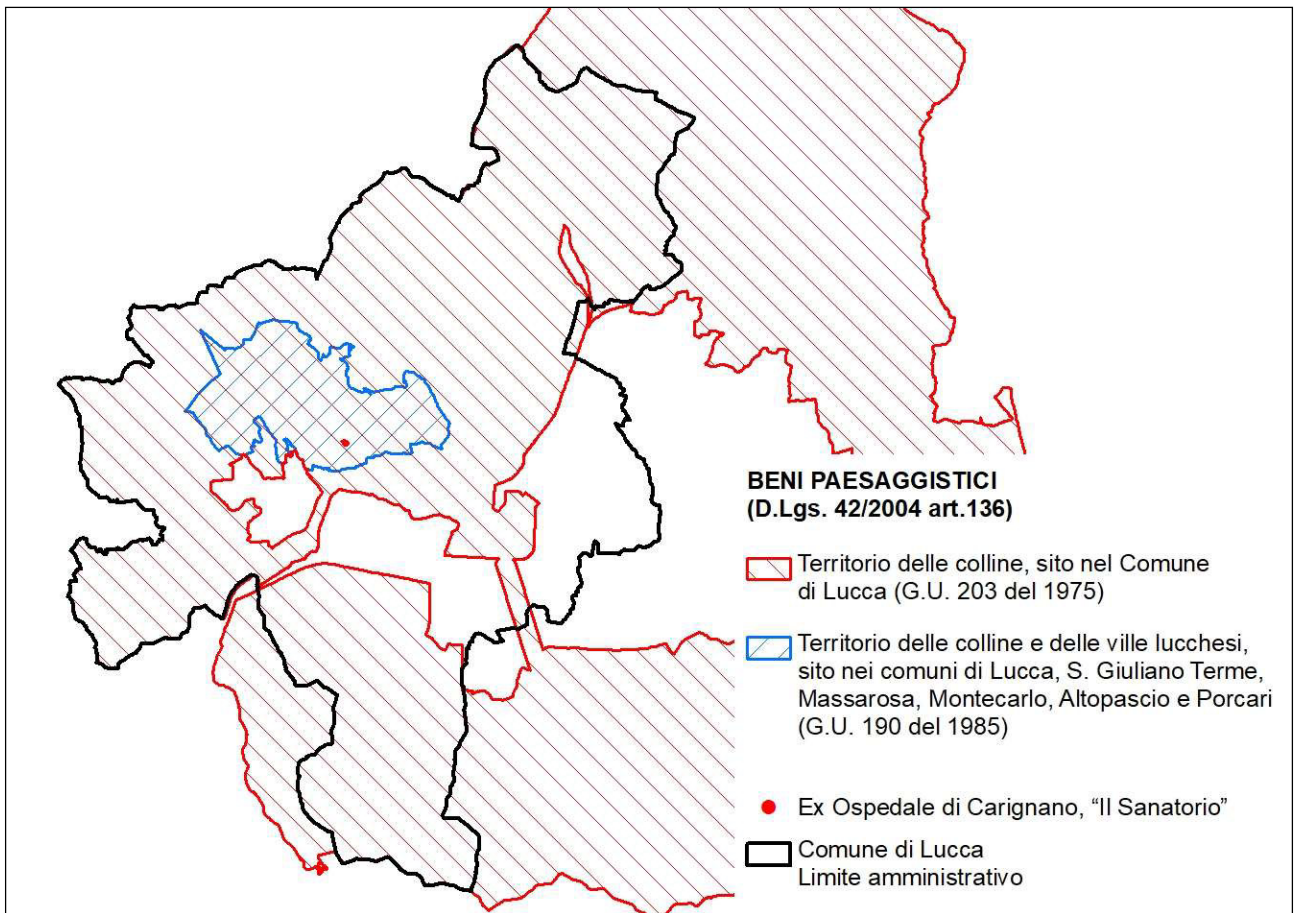 BENI PAESAGGISTICI
(D.Lgs. 42/2004 art.136)
Territorio delle colline, sito nel Comune
di Lucca (G.U. 203 del 1975)
Territorio delle colline e delle ville lucchesi,
sito nei comuni di Lucca, S. Giuliano Terme,
Massarosa, Montecarlo, Altopascio e Porcari
(G.U. 190 del 1985)
Ex Ospedale di Carignano, “Il Sanatorio”
Comune di Lucca
Limite amministrativo